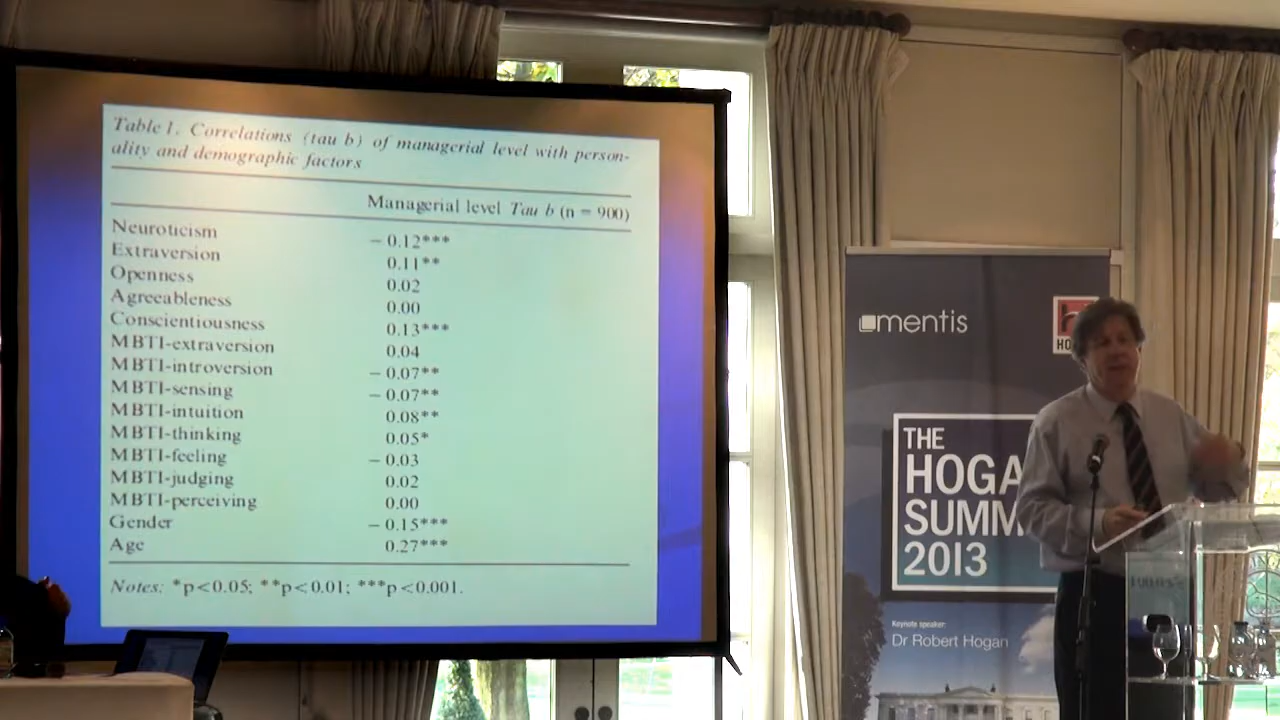 Table 1. Correlations (tau b) of managerial level with person-
ality and demographic factors
Managerial level Tau b (n = 900)
Neuroticism − 0.12***
Extraversion 0.11**
Openness 0.02
Agreeableness 0.00
Conscientiousness 0.13***
MBTI-extraversion 0.04
MBTI-introversion − 0.07**
MBTI-sensing − 0.07**
MBTI-intuition 0.08**
MBTI-thinking 0.05*
MBTI-feeling − 0.03
MBTI-judging 0.02
MBTI-perceiving 0.00
Gender − 0.15***
Age 0.27***
Notes: *p<0.05; **p<0.01; ***p<0.001.
mentis
HO
THE
HOGA
SUMM
2013
Keynote speaker:
Dr Robert Hogan